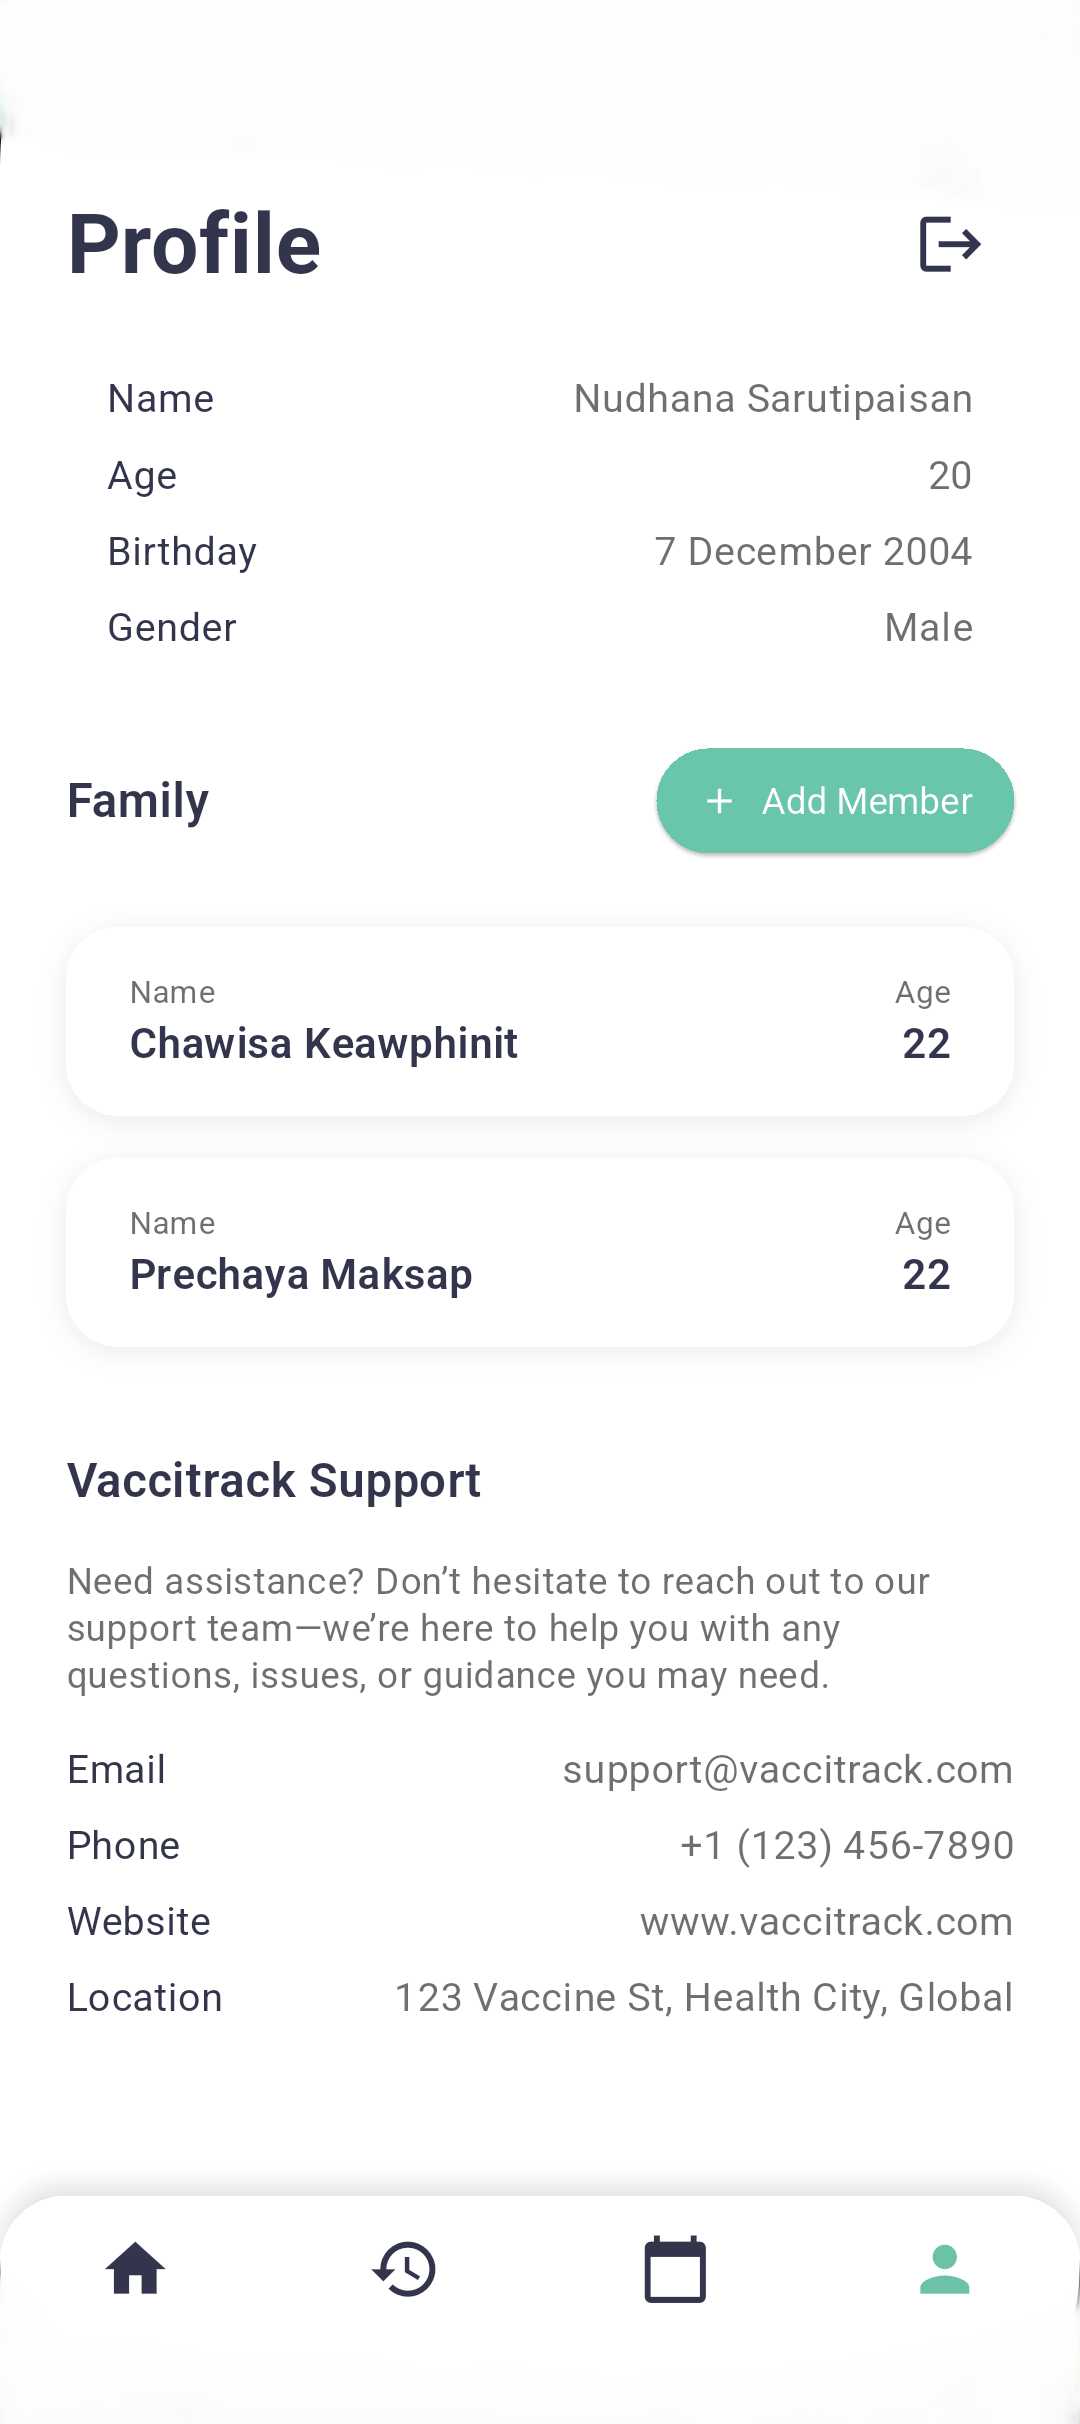 Profile
Name Nudhana Sarutipaisan
Age 20
Birthday 7 December 2004
Gender Male
Family + Add Member
Name Age
Chawisa Keawphinit 22
Name Age
Prechaya Maksap 22
Vaccitrack Support
Need assistance? Don’t hesitate to reach out to our
support team—we’re here to help you with any
questions, issues, or guidance you may need.
Email support@vaccitrack.com
Phone +1 (123) 456-7890
Website www.vaccitrack.com
Location 123 Vaccine St, Health City, Global